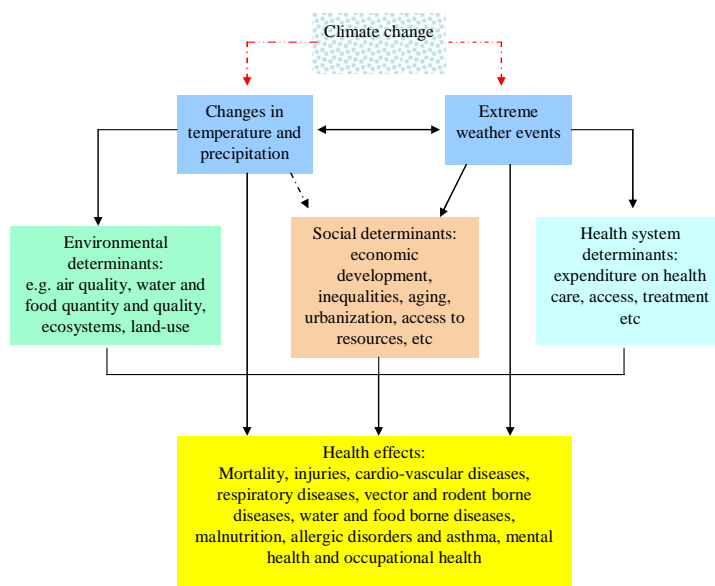 Climate change
Changes in
temperature and
precipitation
Extreme
weather events
Environmental
determinants:
e.g. air quality, water and
food quantity and quality,
ecosystems, land-use
Social determinants:
economic
development,
inequalities, aging,
urbanization, access to
resources, etc
Health system
determinants:
expenditure on health
care, access, treatment
etc
Health effects:
Mortality, injuries, cardio-vascular diseases,
respiratory diseases, vector and rodent borne
diseases, water and food borne diseases,
malnutrition, allergic disorders and asthma, mental
health and occupational health